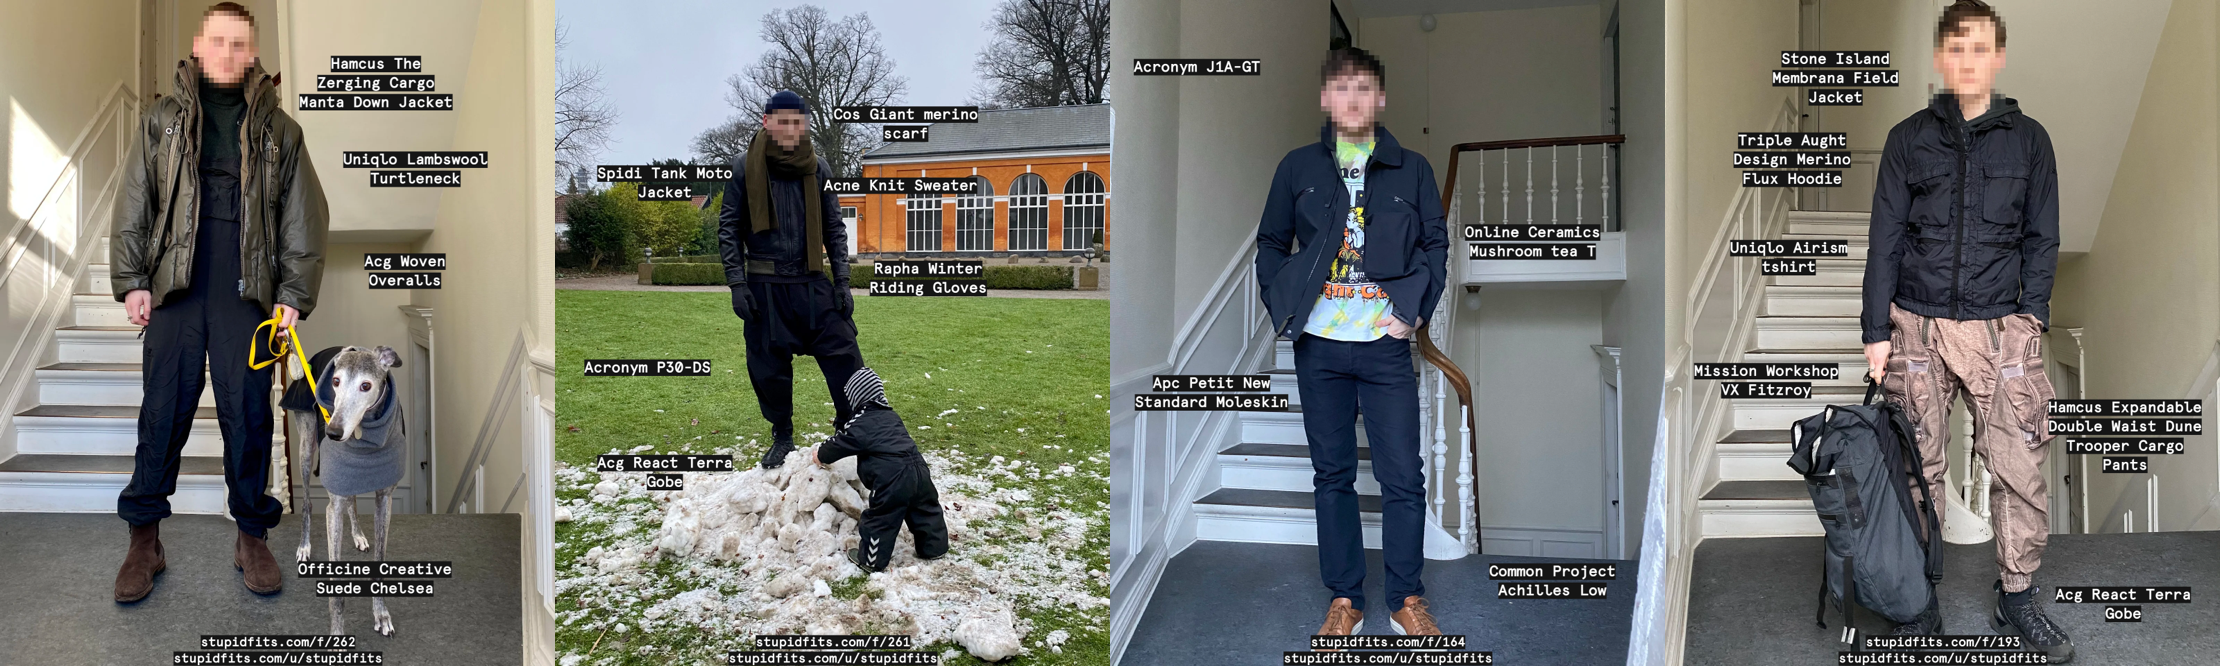 Hamcus The
Zerging Cargo
Manta Down Jacket
Uniqlo Lambswool
Turtleneck
Acg Woven
Overalls
Officine Creative
Suede Chelsea
stupidfits.com/f/262
stupidfits.com/u/stupidfits
Cos Giant merino
scarf
Spidi Tank Moto
Jacket
Acne Knit Sweater
Rapha Winter
Riding Gloves
Acronym P30-DS
Acg React Terra
Gobe
stupidfits.com/f/261
stupidfits.com/u/stupidfits
Acronym J1A-GT
Online Ceramics
Mushroom tea T
Apc Petit New
Standard Moleskin
Common Project
Achilles Low
stupidfits.com/f/164
stupidfits.com/u/stupidfits
Stone Island
Membrana Field
Jacket
Triple Aught
Design Merino
Flux Hoodie
Uniqlo Airism
tshirt
Mission Workshop
VX Fitzroy
Hamcus Expandable
Double Waist Dune
Trooper Cargo
Pants
Acg React Terra
Gobe
stupidfits.com/f/193
stupidfits.com/u/stupidfits